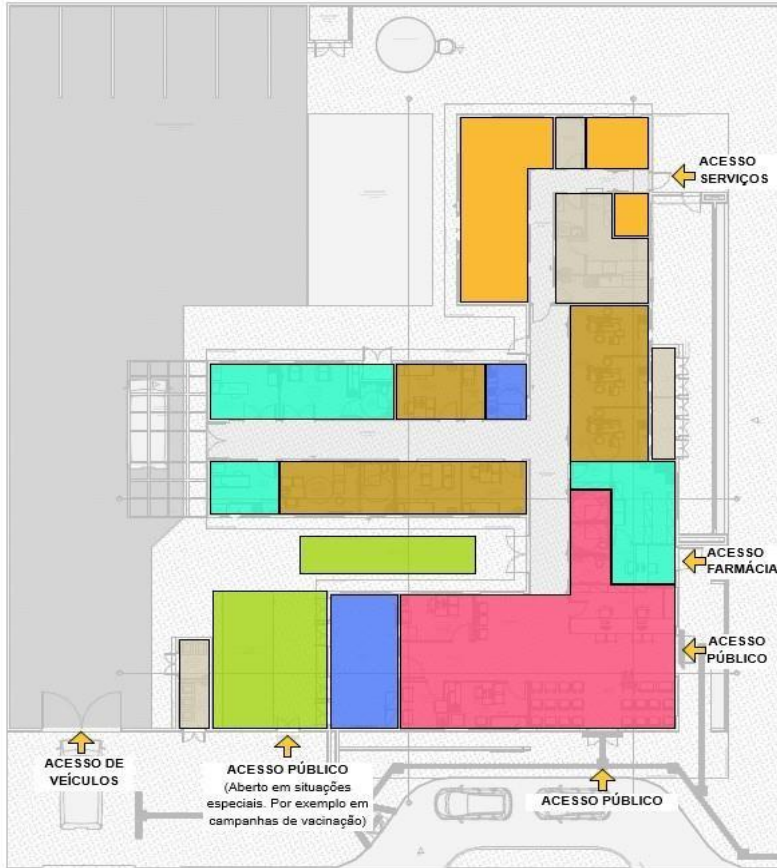 ACESSO
SERVIÇOS
ACESSO
FARMÁCIA
ACESSO
PÚBLICO
ACESSO DE
VEÍCULOS
ACESSO PÚBLICO
(Aberto em situações
especiais. Por exemplo em
campanhas de vacinação)
ACESSO PÚBLICO